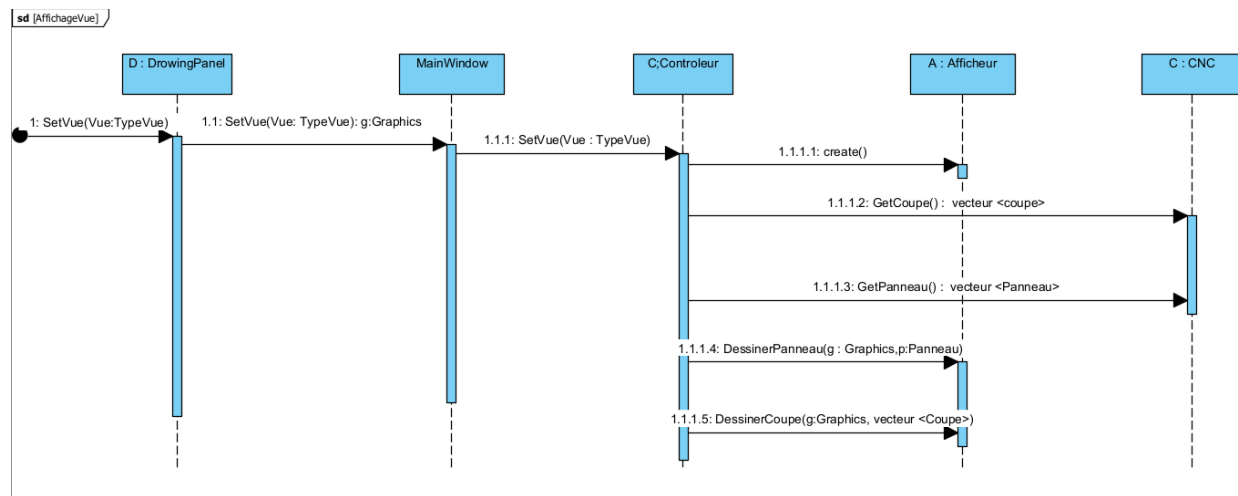 sd [AffichageVue]
D : DrowingPanel
MainWindow
C;Controleur
A : Afficheur
C : CNC
1: SetVue(Vue:TypeVue)
1.1: SetVue(Vue: TypeVue): g:Graphics
1.1.1: SetVue(Vue : TypeVue)
1.1.1.1: create()
1.1.1.2: GetCoupe() : vecteur <coupe>
1.1.1.3: GetPanneau() : vecteur <Panneau>
1.1.1.4: DessinerPanneau(g : Graphics,p:Panneau)
1.1.1.5: DessinerCoupe(g:Graphics, vecteur <Coupe>)